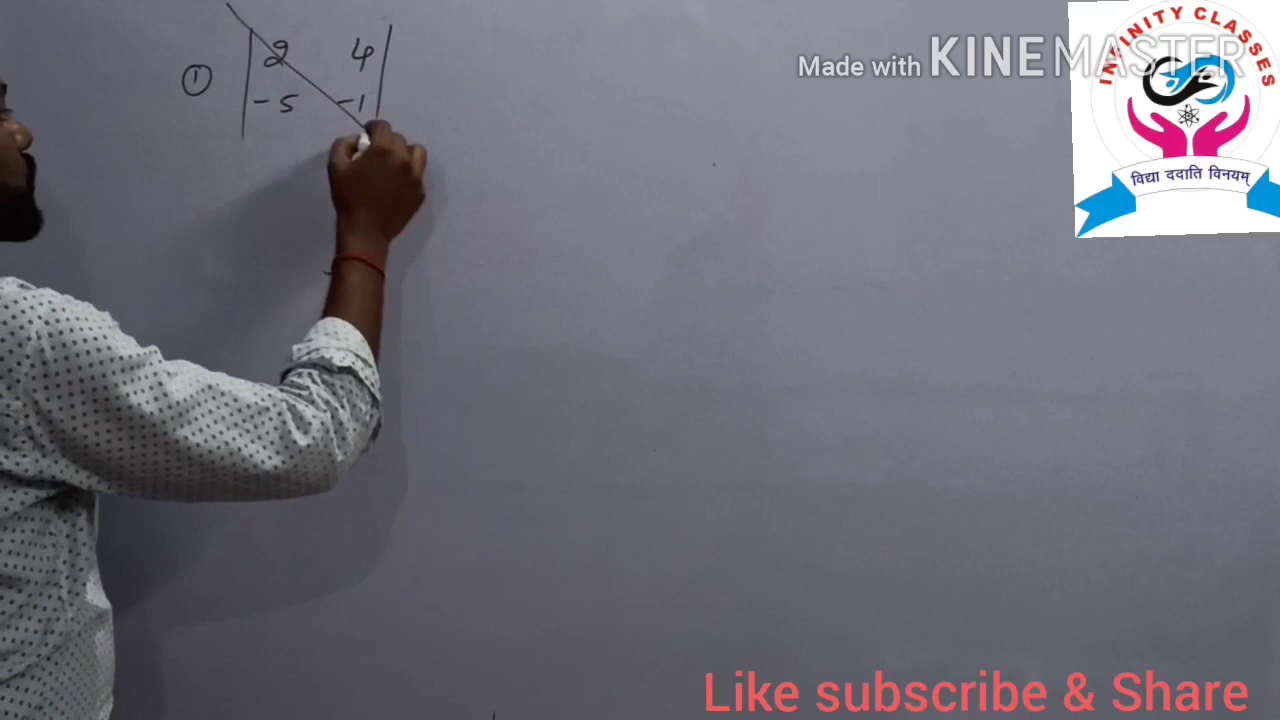 ① | 2 4 |
| -5 -1 |
Made with KINEMASTER
INFINITY CLASSES
विद्या ददाति विनयम्
Like subscribe & Share